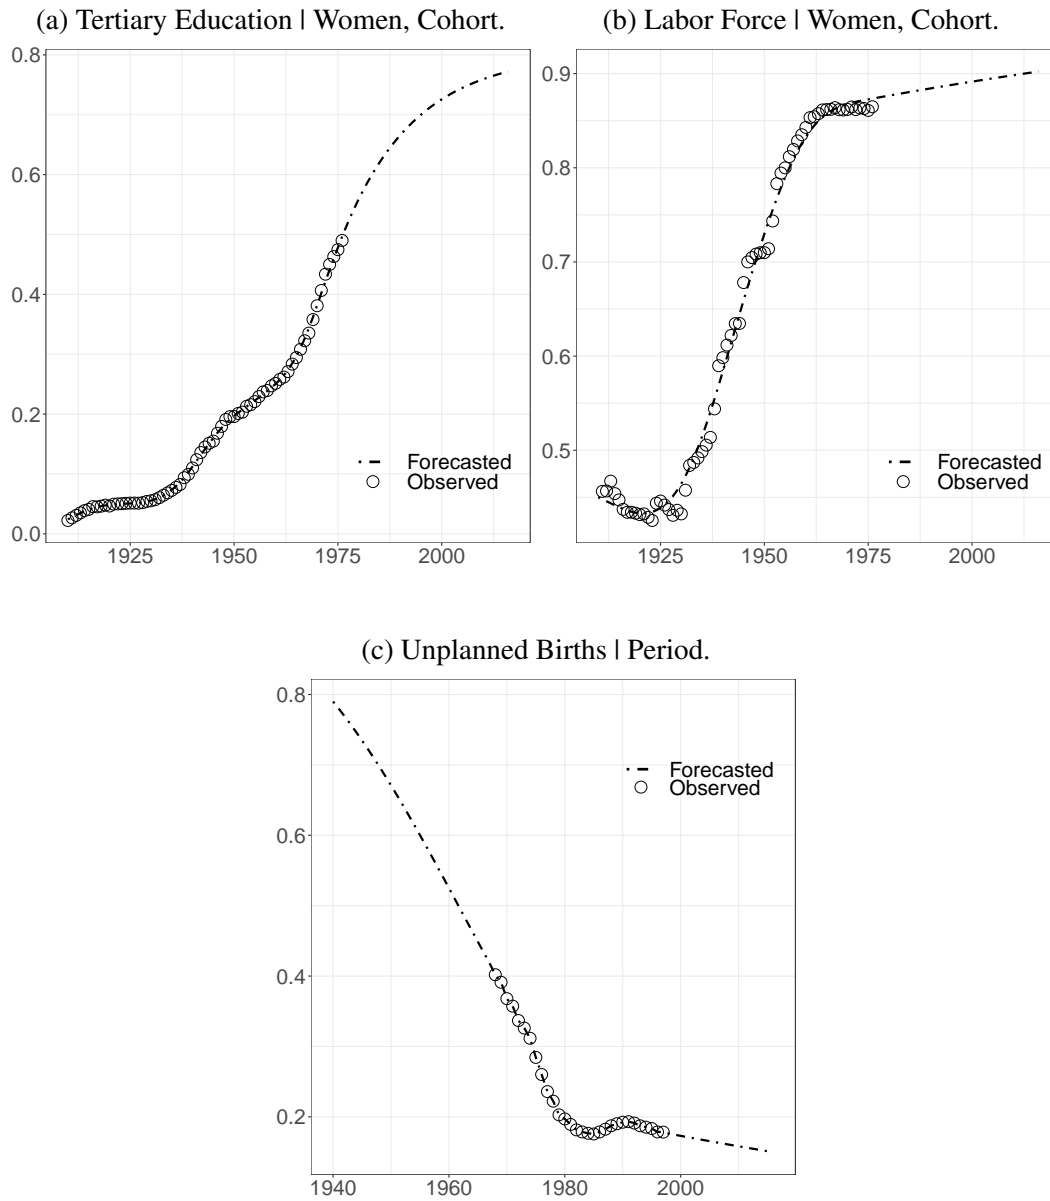 (a) Tertiary Education | Women, Cohort.
0.8
0.6
0.4
0.2
0.0
Forecasted
Observed
1925 1950 1975 2000
(b) Labor Force | Women, Cohort.
0.9
0.8
0.7
0.6
0.5
Forecasted
Observed
1925 1950 1975 2000
(c) Unplanned Births | Period.
0.8
0.6
0.4
0.2
Forecasted
Observed
1940 1960 1980 2000